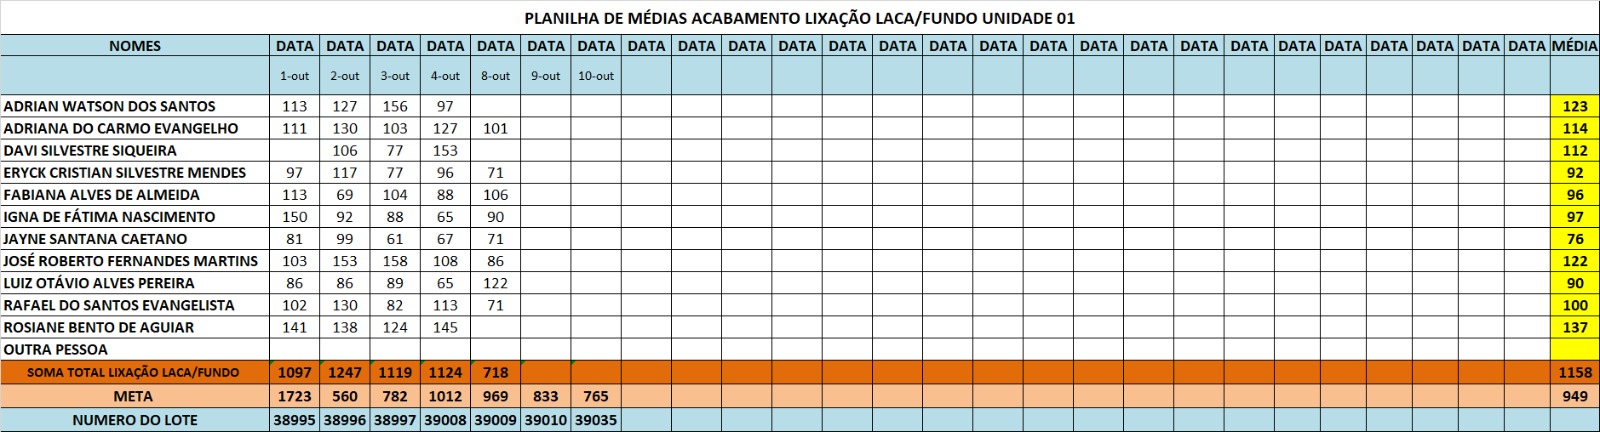 PLANILHA DE MÉDIAS ACABAMENTO LIXAÇÃO LACA/FUNDO UNIDADE 01
NOMES DATA DATA DATA DATA DATA DATA DATA DATA DATA DATA DATA DATA DATA DATA DATA DATA DATA DATA DATA DATA DATA DATA DATA DATA DATA DATA MÉDIA
1-out 2-out 3-out 4-out 8-out 9-out 10-out
ADRIAN WATSON DOS SANTOS 113 127 156 97 123
ADRIANA DO CARMO EVANGELHO 111 130 103 127 101 114
DAVI SILVESTRE SIQUEIRA 106 77 153 112
ERYCK CRISTIAN SILVESTRE MENDES 97 117 77 96 71 92
FABIANA ALVES DE ALMEIDA 113 69 104 88 106 96
IGNA DE FÁTIMA NASCIMENTO 150 92 88 65 90 97
JAYNE SANTANA CAETANO 81 99 61 67 71 76
JOSÉ ROBERTO FERNANDES MARTINS 103 153 158 108 86 122
LUIZ OTÁVIO ALVES PEREIRA 86 86 89 65 122 90
RAFAEL DO SANTOS EVANGELISTA 102 130 82 113 71 100
ROSIANE BENTO DE AGUIAR 141 138 124 145 137
OUTRA PESSOA
SOMA TOTAL LIXAÇÃO LACA/FUNDO 1097 1247 1119 1124 718 1158
META 1723 560 782 1012 969 833 765 949
NUMERO DO LOTE 38995 38996 38997 39008 39009 39010 39035